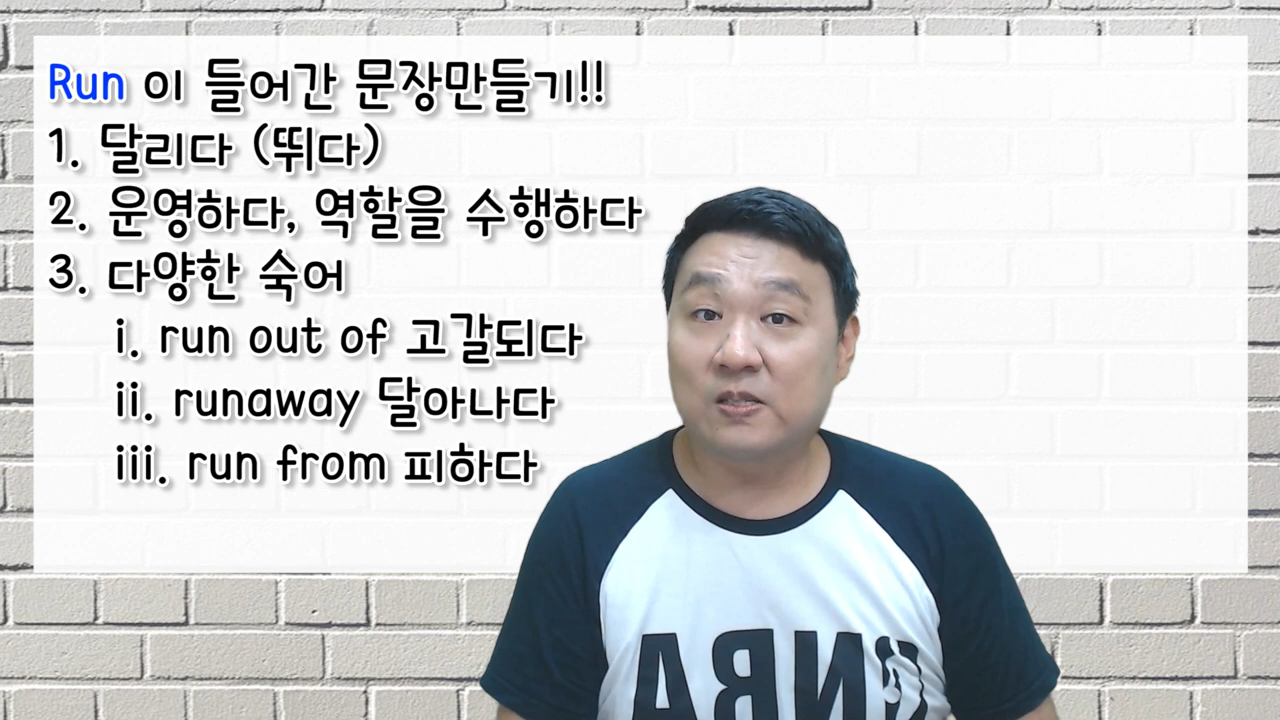 Run 이 들어간 문장만들기!!
1. 달리다 (뛰다)
2. 운영하다, 역할을 수행하다
3. 다양한 숙어
i. run out of 고갈되다
ii. runaway 달아나다
iii. run from 피하다